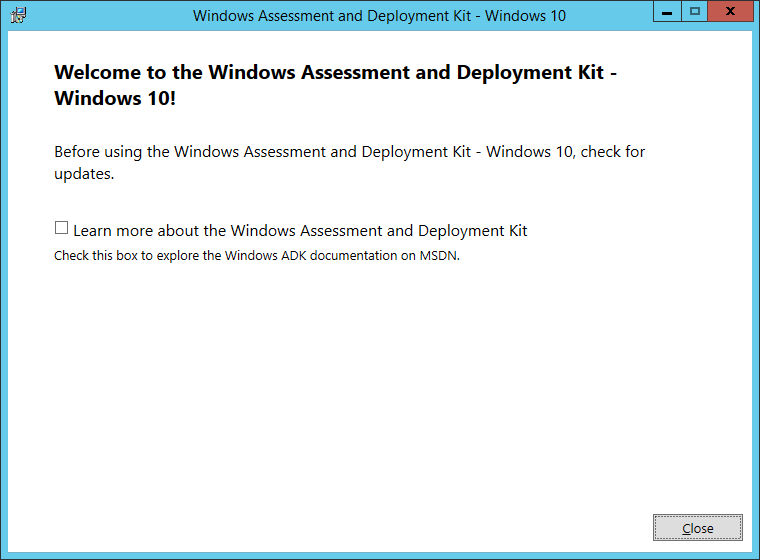 Windows Assessment and Deployment Kit - Windows 10
Welcome to the Windows Assessment and Deployment Kit -
Windows 10!
Before using the Windows Assessment and Deployment Kit - Windows 10, check for
updates.
Learn more about the Windows Assessment and Deployment Kit
Check this box to explore the Windows ADK documentation on MSDN.
Close